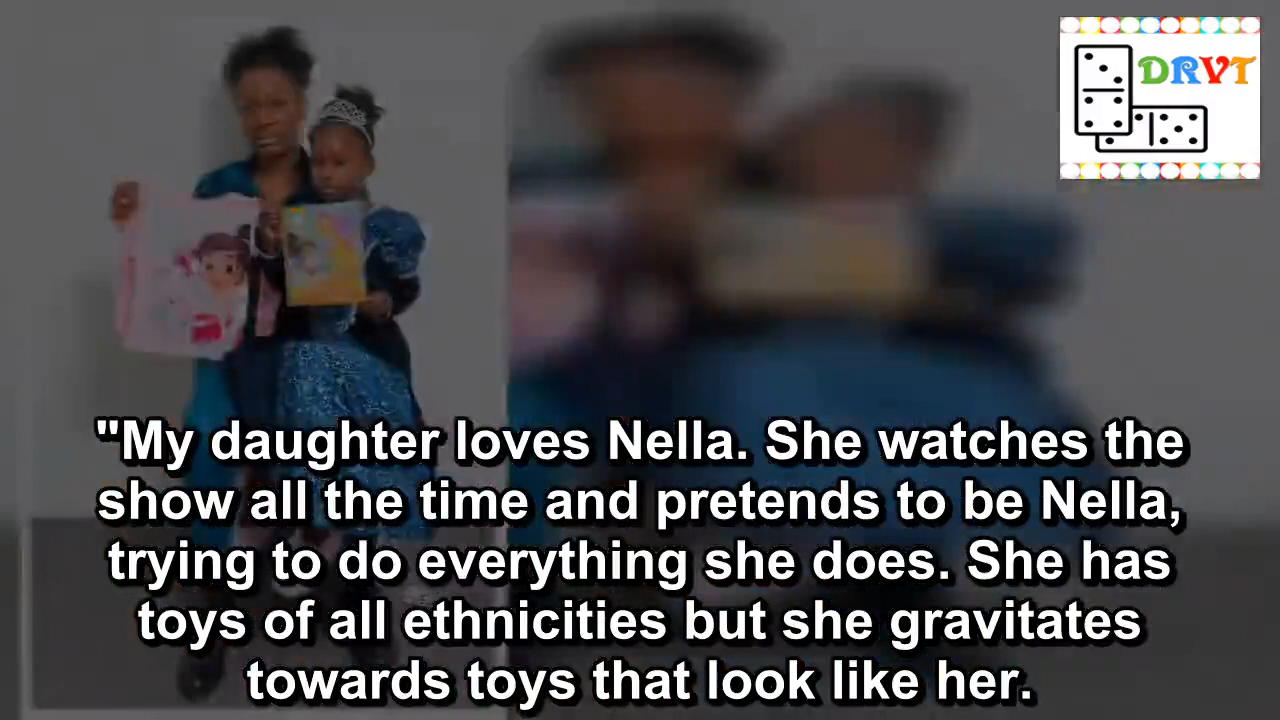 DRVT
"My daughter loves Nella. She watches the
show all the time and pretends to be Nella,
trying to do everything she does. She has
toys of all ethnicities but she gravitates
towards toys that look like her.